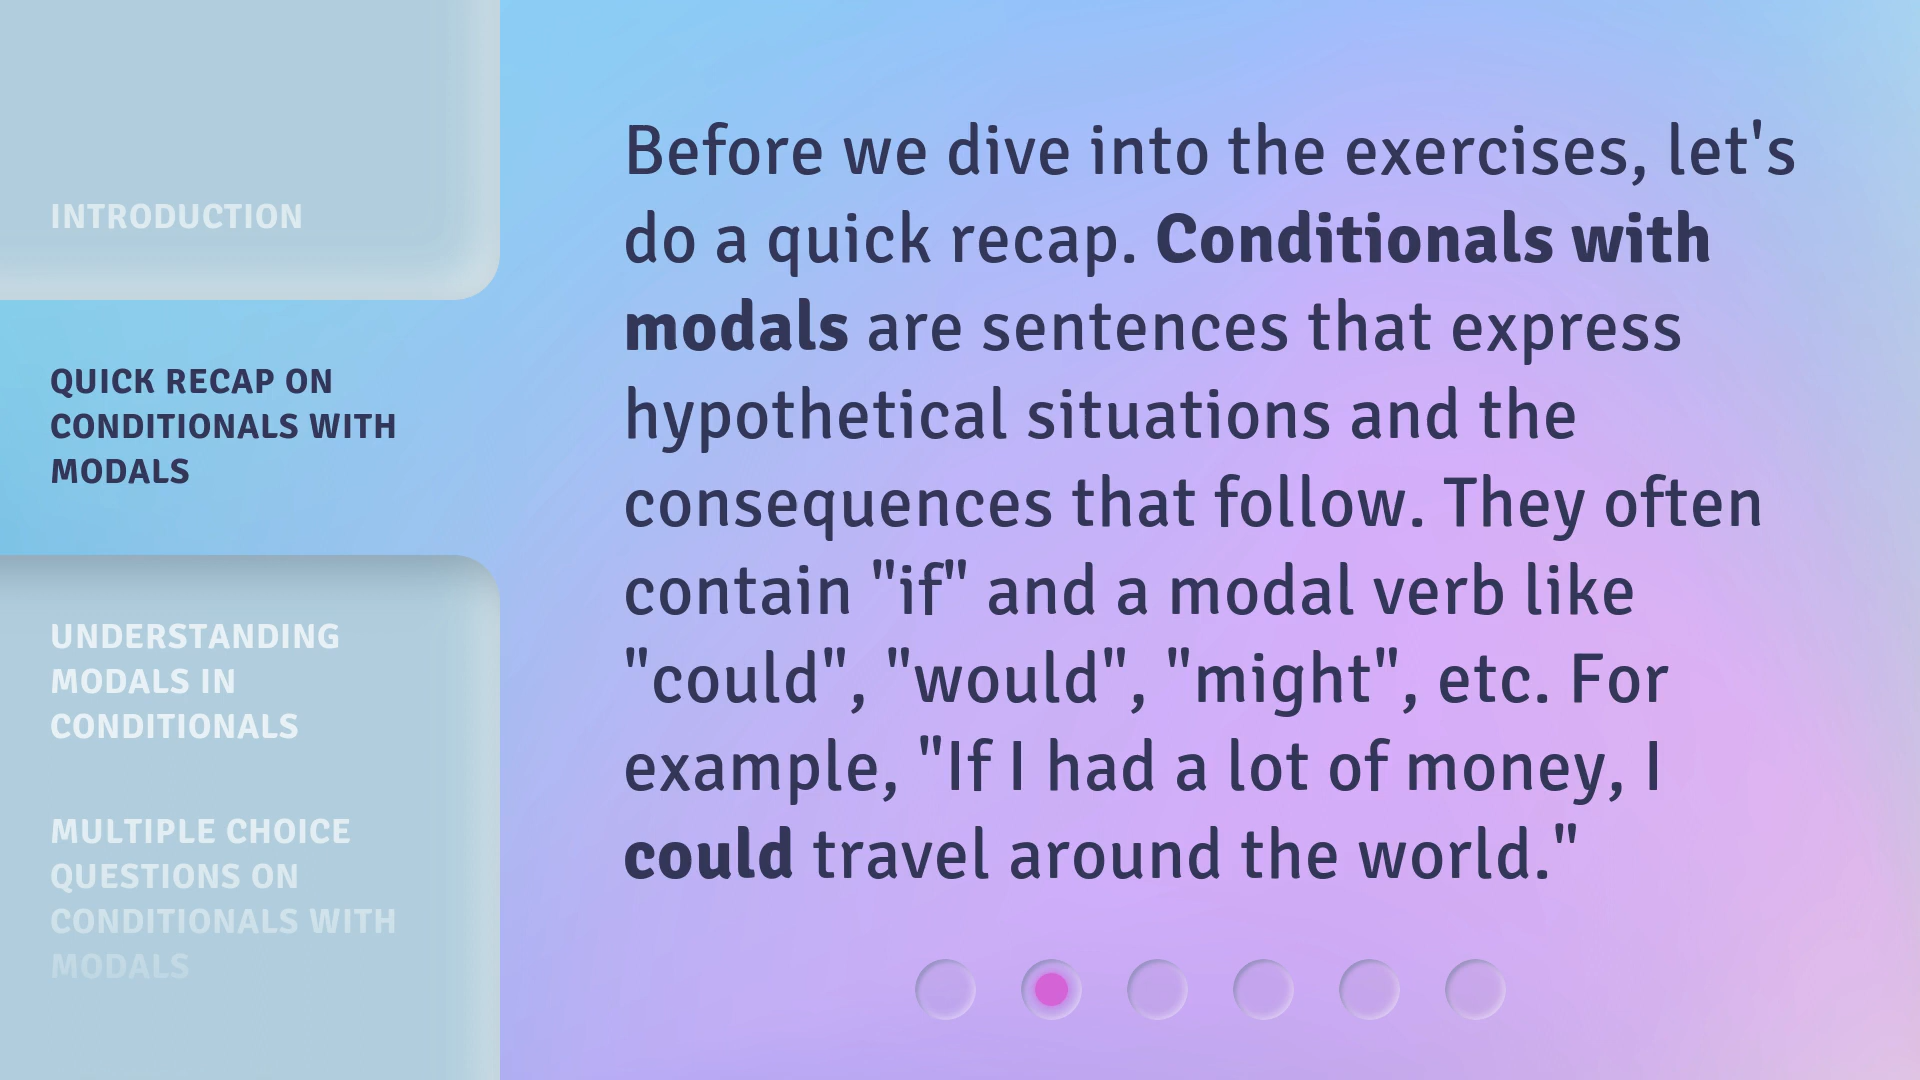 INTRODUCTION
QUICK RECAP ON
CONDITIONALS WITH
MODALS
UNDERSTANDING
MODALS IN
CONDITIONALS
MULTIPLE CHOICE
QUESTIONS ON
CONDITIONALS WITH
MODALS
Before we dive into the exercises, let's
do a quick recap. Conditionals with
modals are sentences that express
hypothetical situations and the
consequences that follow. They often
contain "if" and a modal verb like
"could", "would", "might", etc. For
example, "If I had a lot of money, I
could travel around the world."